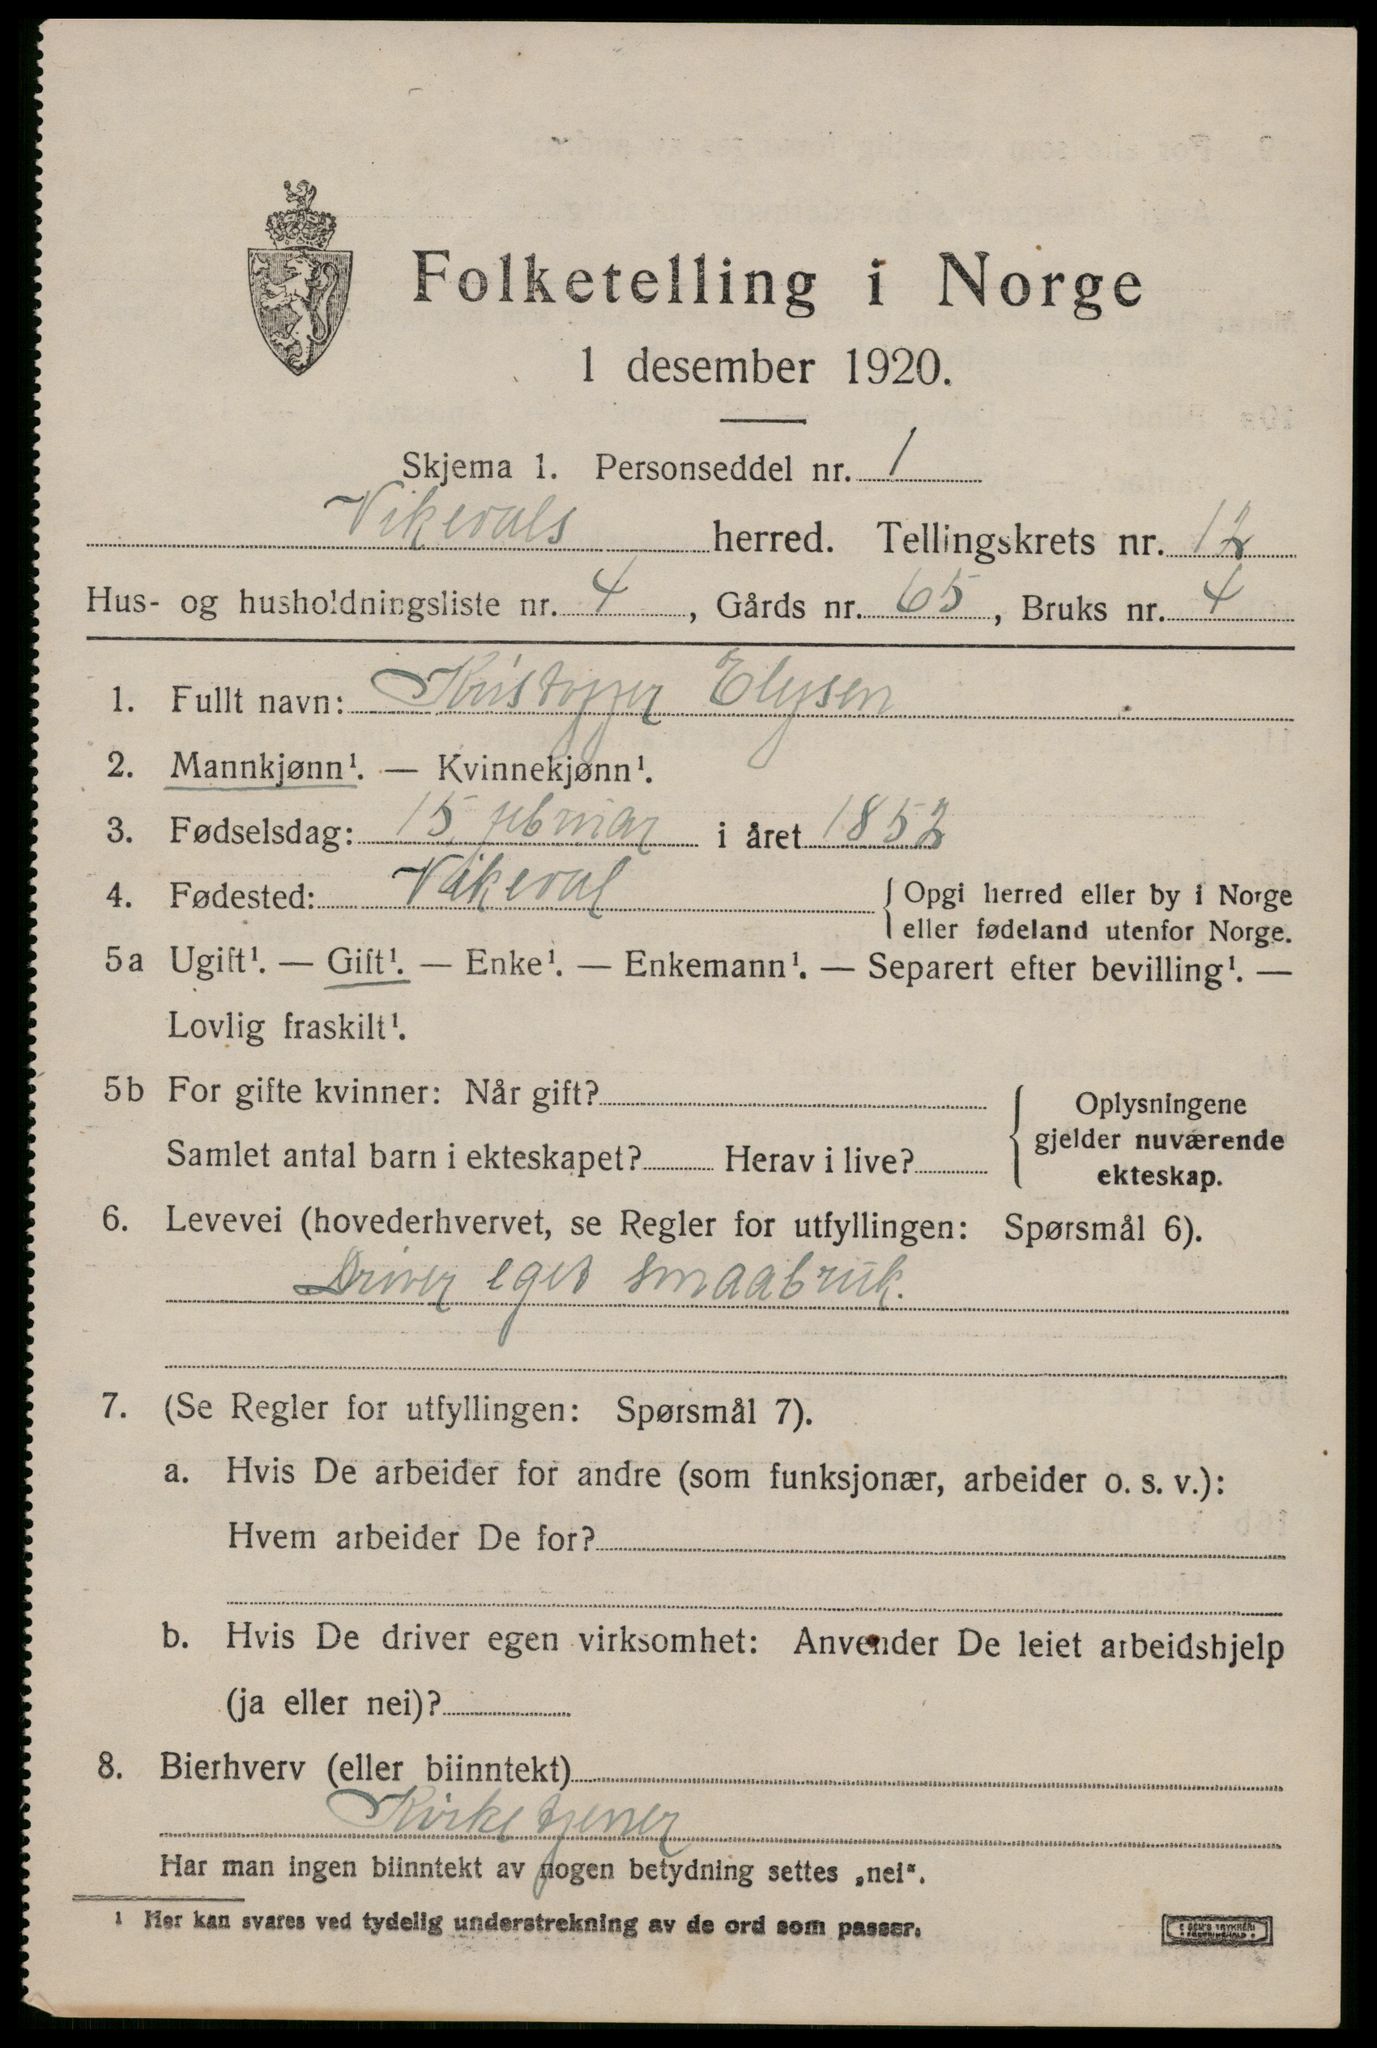 Folketelling i Norge
1 desember 1920.
Skjema 1. Personseddel nr. 1
Vikevals herred. Tellingskrets nr. 12
Hus- og husholdningsliste nr. 4, Gårds nr. 65, Bruks nr. 4
1. Fullt navn: Kristoffer Elysen
2. Mannkjønn¹. — Kvinnekjønn¹.
3. Fødselsdag: 15 februar i året 1852
4. Fødested: Vikeval { Opgi herred eller by i Norge
eller fødeland utenfor Norge.
5a Ugift¹. — Gift¹. — Enke¹. — Enkemann¹. — Separert efter bevilling¹. —
Lovlig fraskilt¹.
5b For gifte kvinner: Når gift?
Samlet antal barn i ekteskapet? Herav i live?
Oplysningene
gjelder nuværende
ekteskap.
6. Levevei (hovederhvervet, se Regler for utfyllingen: Spørsmål 6).
Driver eget smaabruk.
7. (Se Regler for utfyllingen: Spørsmål 7).
a. Hvis De arbeider for andre (som funksjonær, arbeider o. s. v.):
Hvem arbeider De for?
b. Hvis De driver egen virksomhet: Anvender De leiet arbeidshjelp
(ja eller nei)?
8. Bierhverv (eller biinntekt)
Kirketjener
Har man ingen biinntekt av nogen betydning settes „nei“.
¹ Her kan svares ved tydelig understrekning av de ord som passer.